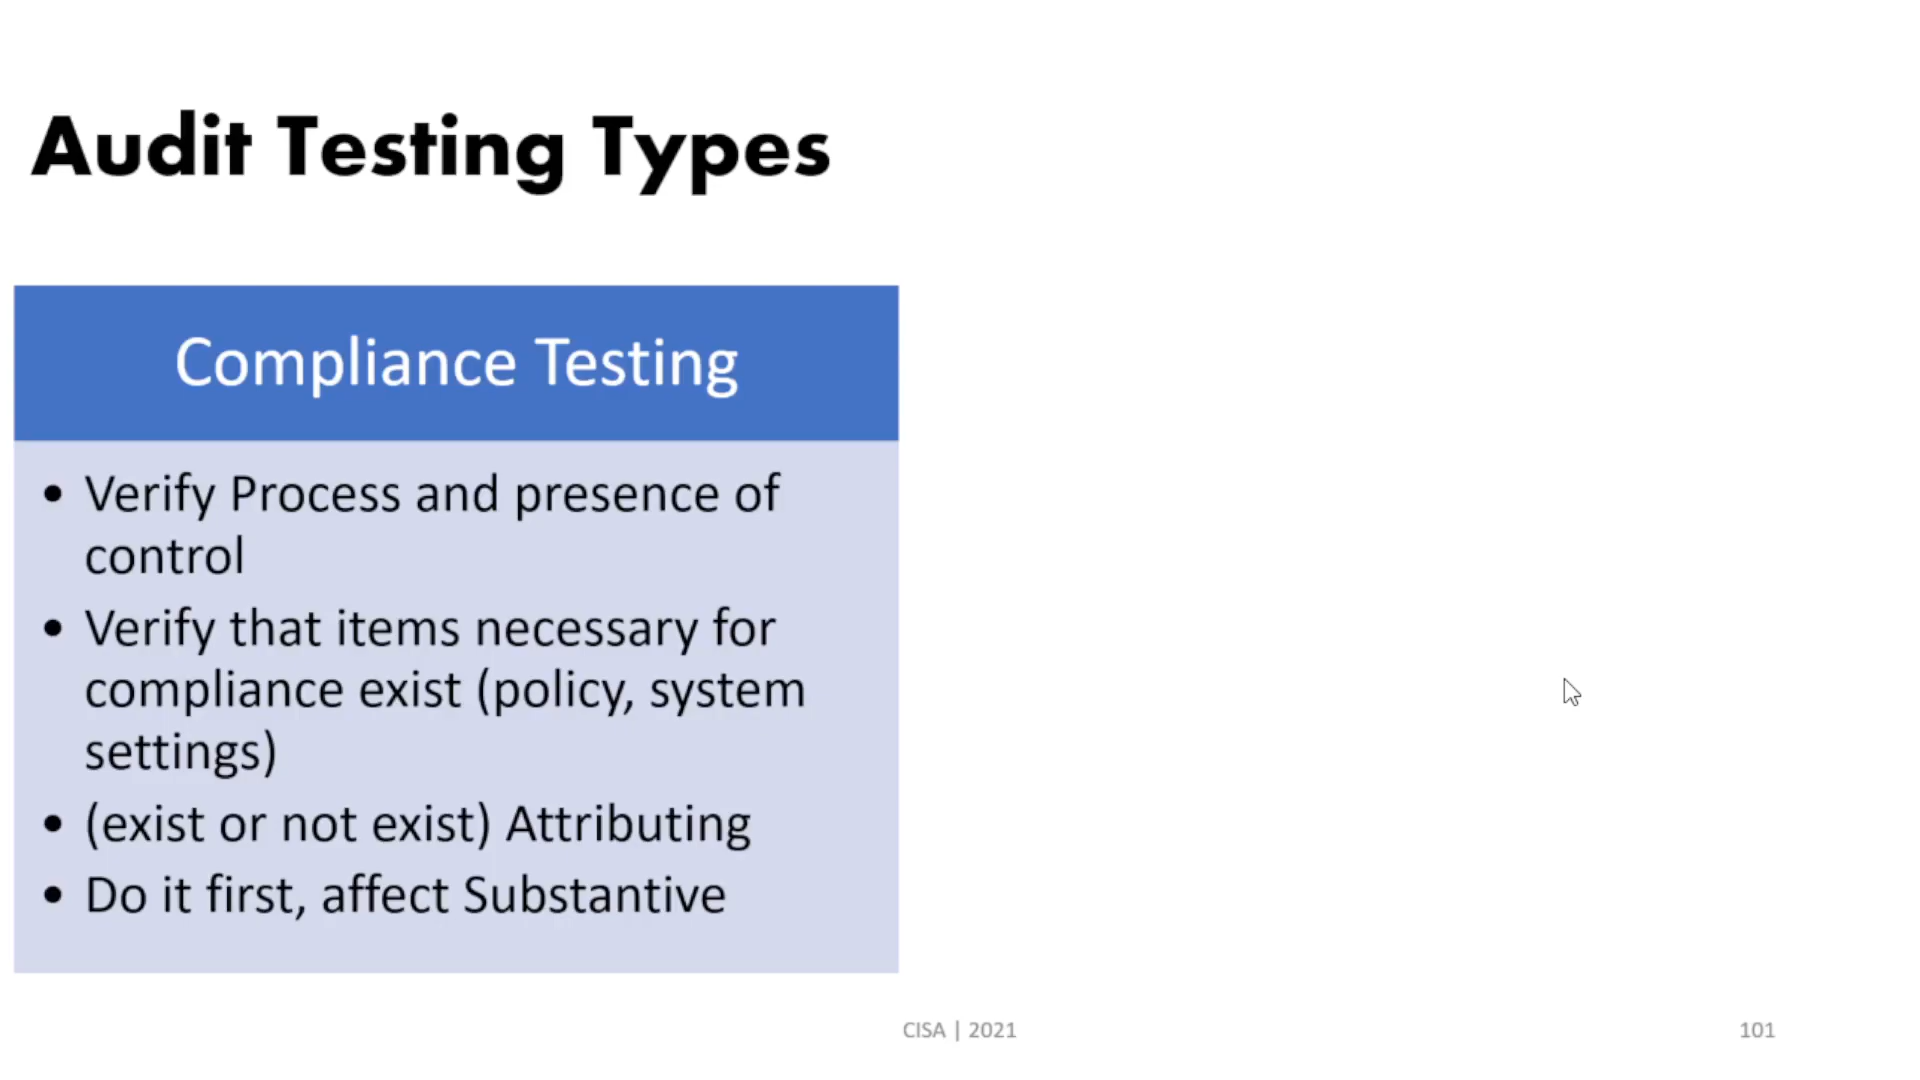 Audit Testing Types
Compliance Testing
• Verify Process and presence of
control
• Verify that items necessary for
compliance exist (policy, system
settings)
• (exist or not exist) Attributing
• Do it first, affect Substantive
CISA | 2021
101